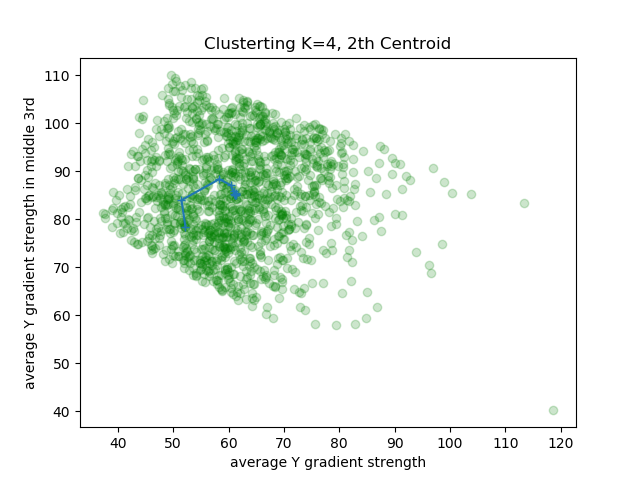 Clusterting K=4, 2th Centroid
average Y gradient strength in middle 3rd
110
100
90
80
70
60
50
40
40 50 60 70 80 90 100 110 120
average Y gradient strength